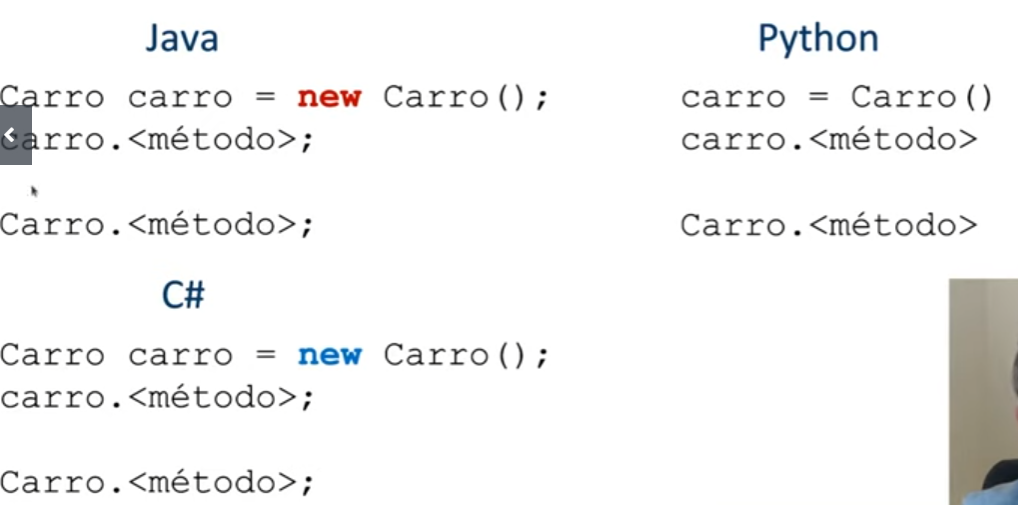 Java
Carro carro = new Carro();
carro.<método>;
Carro.<método>;
Python
carro = Carro()
carro.<método>
Carro.<método>
C#
Carro carro = new Carro();
carro.<método>;
Carro.<método>;